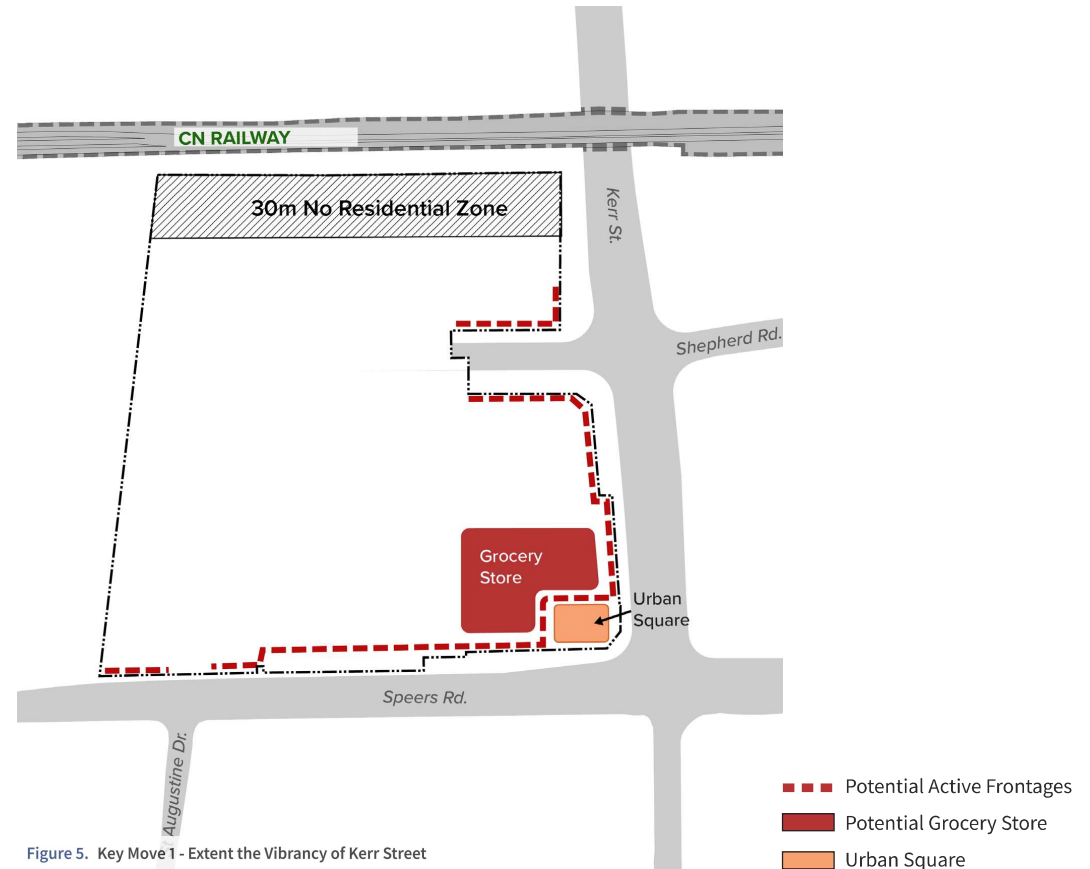 CN RAILWAY
30m No Residential Zone
Kerr St.
Shepherd Rd.
Grocery
Store
Urban
Square
Speers Rd.
Augustine Dr.
Potential Active Frontages
Potential Grocery Store
Urban Square
Figure 5. Key Move 1 - Extent the Vibrancy of Kerr Street